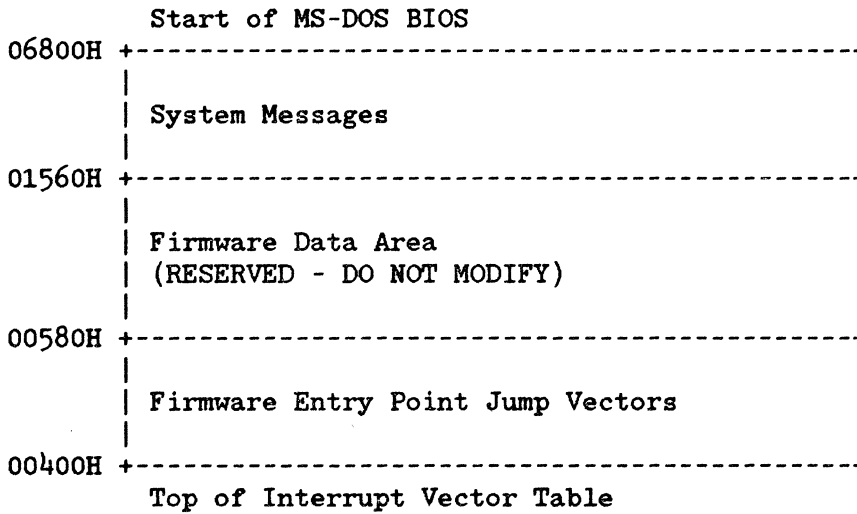 Start of MS-DOS BIOS
06800H +----------------------------------------------
|
| System Messages
|
01560H +----------------------------------------------
|
| Firmware Data Area
| (RESERVED - DO NOT MODIFY)
|
00580H +----------------------------------------------
|
| Firmware Entry Point Jump Vectors
|
00400H +----------------------------------------------
Top of Interrupt Vector Table